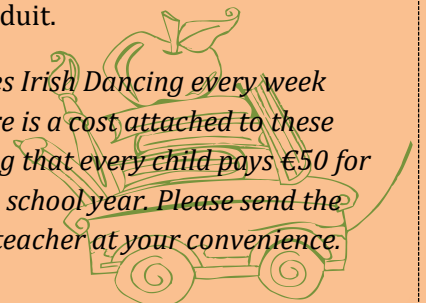 duit.
es Irish Dancing every week
re is a cost attached to these
g that every child pays €50 for
school year. Please send the
teacher at your convenience.